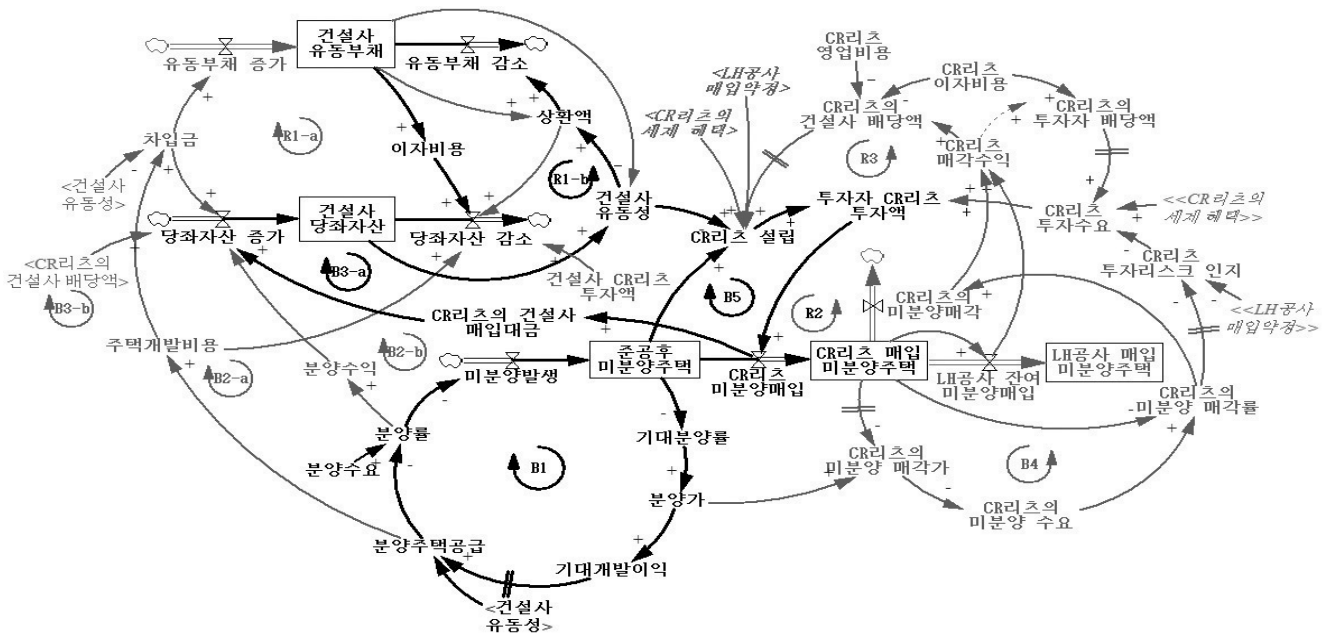 건설사
유동부채
유동부채 증가
유동부채 감소
CR리츠
영업비용
<LH공사
매입약정>
CR리츠
이자비용
<CR리츠의
세제 혜택>
CR리츠의
건설사 배당액
CR리츠의
투자자 배당액
상환액
차입금
R1-a
이자비용
R3
CR리츠
매각수익
R1-b
<건설사
유동성>
건설사
당좌자산
건설사
유동성
투자자 CR리츠
투자액
CR리츠
투자수요
<<CR리츠의
세제 혜택>>
당좌자산 증가
당좌자산 감소
CR리츠 설립
<CR리츠의
건설사 배당액>
B3-a
건설사 CR리츠
투자액
CR리츠
투자리스크 인지
B3-b
B5
R2
CR리츠의
미분양매각
<<LH공사
매입약정>>
CR리츠의 건설사
매입대금
주택개발비용
B2-b
분양수익
미분양발생
준공후
미분양주택
CR리츠
미분양매입
CR리츠 매입
미분양주택
LH공사 잔여
미분양매입
LH공사 매입
미분양주택
B2-a
CR리츠의
미분양 매각률
분양률
기대분양률
분양수요
B1
CR리츠의
미분양 매각가
B4
분양가
CR리츠의
미분양 수요
분양주택공급
기대개발이익
<건설사
유동성>